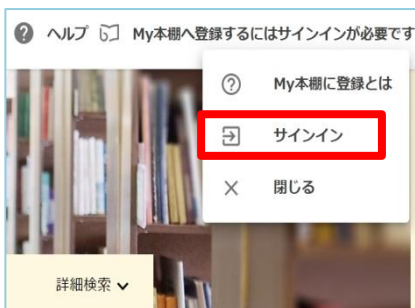 ヘルプ My本棚へ登録するにはサインインが必要です
My本棚に登録とは
サインイン
閉じる
詳細検索